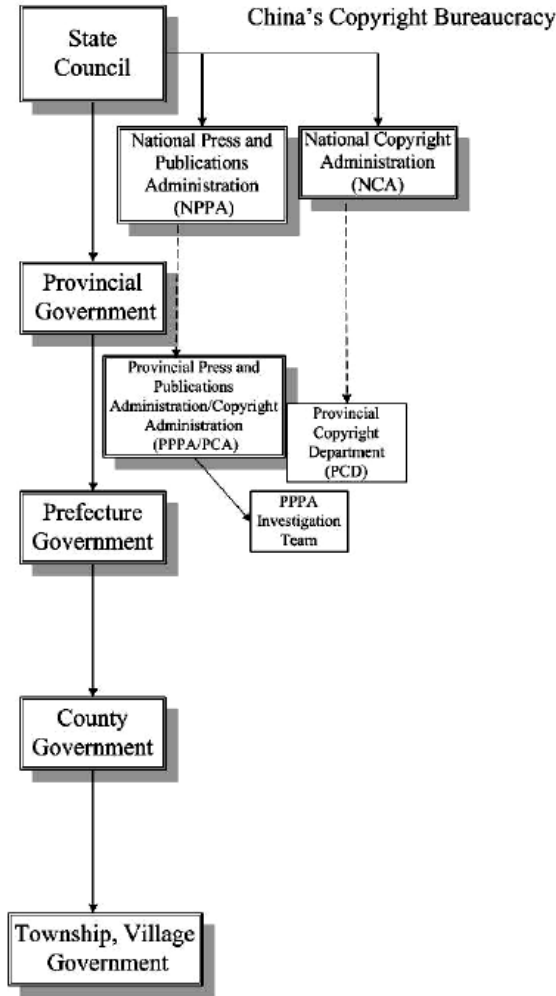 China's Copyright Bureaucracy
State
Council
National Press and
Publications
Administration
(NPPA)
National Copyright
Administration
(NCA)
Provincial
Government
Provincial Press and
Publications
Administration/Copyright
Administration
(PPPA/PCA)
Provincial
Copyright
Department
(PCD)
Prefecture
Government
PPPA
Investigation
Team
County
Government
Township, Village
Government